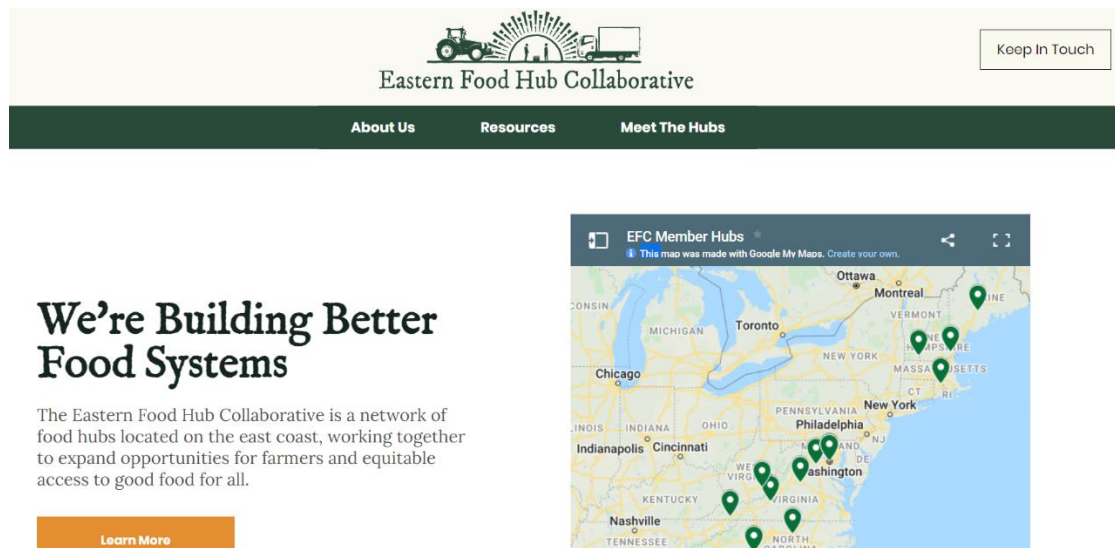 Eastern Food Hub Collaborative
Keep In Touch
About Us Resources Meet The Hubs
We're Building Better
Food Systems
The Eastern Food Hub Collaborative is a network of
food hubs located on the east coast, working together
to expand opportunities for farmers and equitable
access to good food for all.
Learn More
EFC Member Hubs
This map was made with Google My Maps. Create your own.
Ottawa
Montreal
VERMONT
MICHIGAN
Toronto
NEW YORK
Chicago
CT
RI
PENNSYLVANIA
New York
INDIANA
OHIO
Philadelphia
NJ
Indianapolis
Cincinnati
DE
KENTUCKY
VIRGINIA
Nashville
TENNESSEE
NORTH